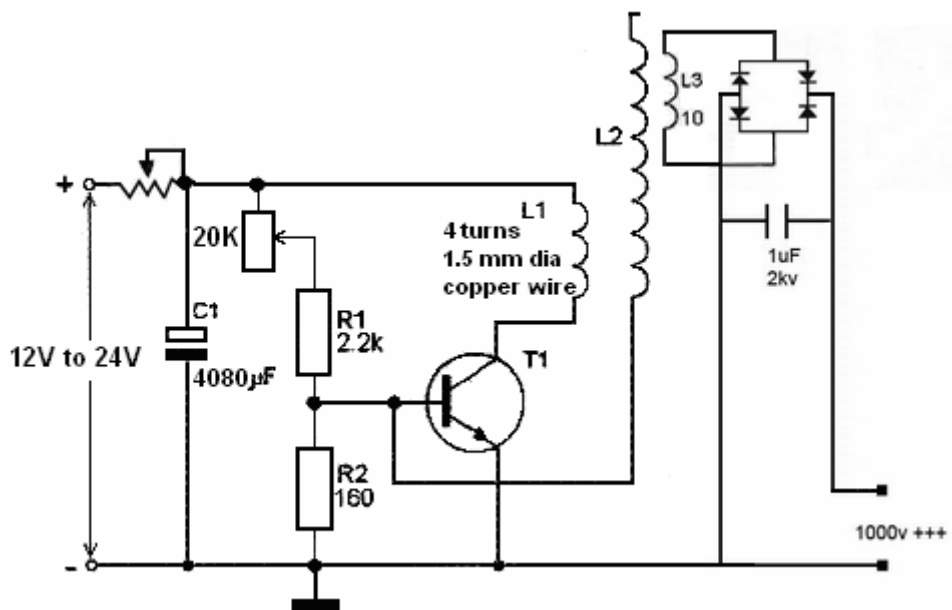 +
12V to 24V
-
C1
4080µF
20K
R1
2.2k
R2
160
L1
4 turns
1.5 mm dia
copper wire
T1
L2
L3
10
1uF
2kv
1000v +++